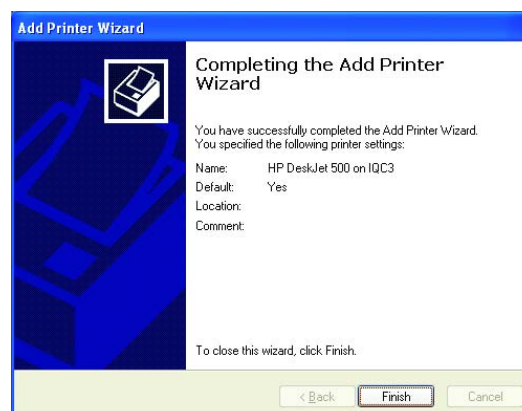 Add Printer Wizard
Completing the Add Printer
Wizard
You have successfully completed the Add Printer Wizard.
You specified the following printer settings:
Name: HP DeskJet 500 on IQC3
Default: Yes
Location:
Comment:
To close this wizard, click Finish.
< Back Finish Cancel